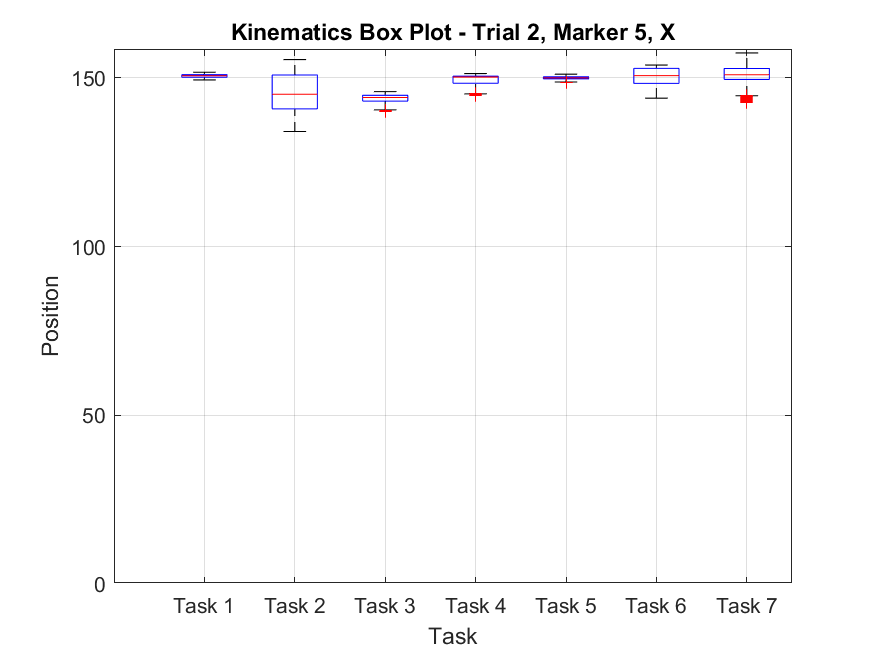 Kinematics Box Plot - Trial 2, Marker 5, X
150
100
50
0
Position
Task 1 Task 2 Task 3 Task 4 Task 5 Task 6 Task 7
Task